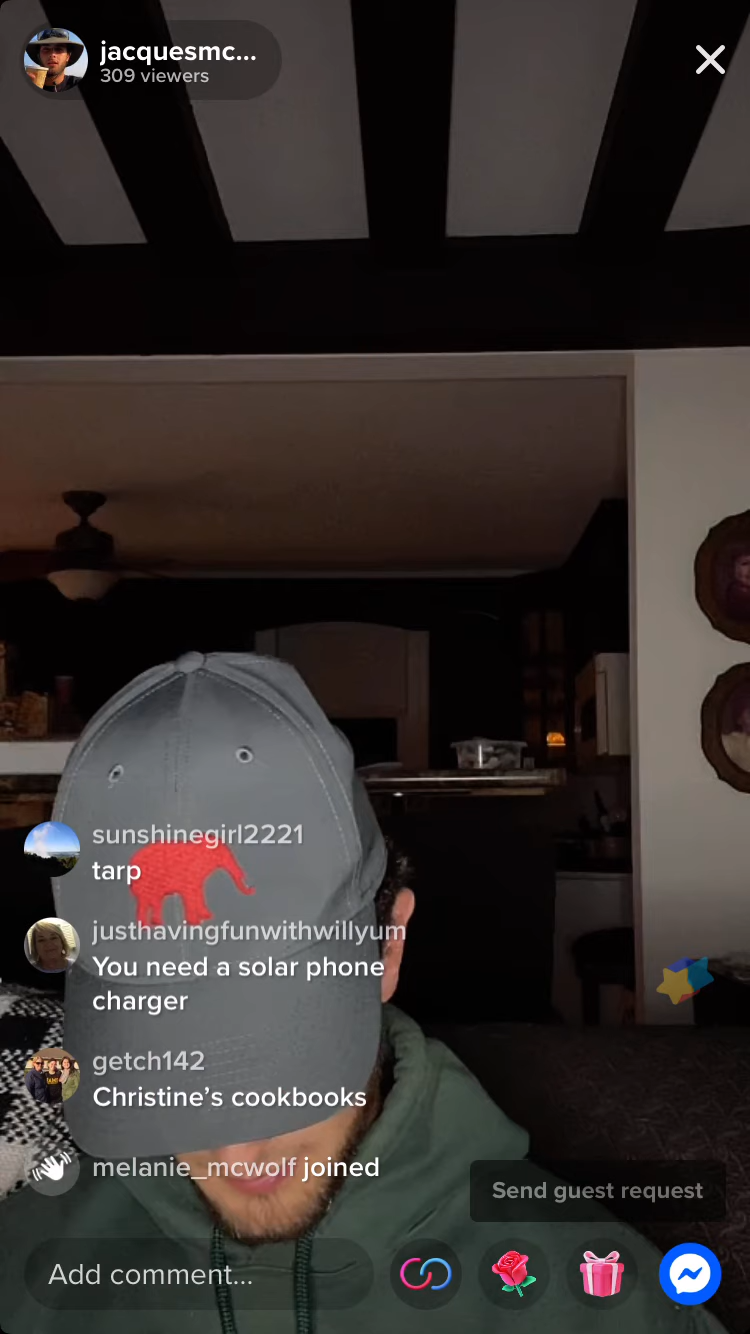 jacquesmc...
309 viewers
sunshinegirl2221
tarp
justhavingfunwithwillyum
You need a solar phone
charger
getch142
Christine’s cookbooks
melanie_mcwolf joined
Send guest request
Add comment...